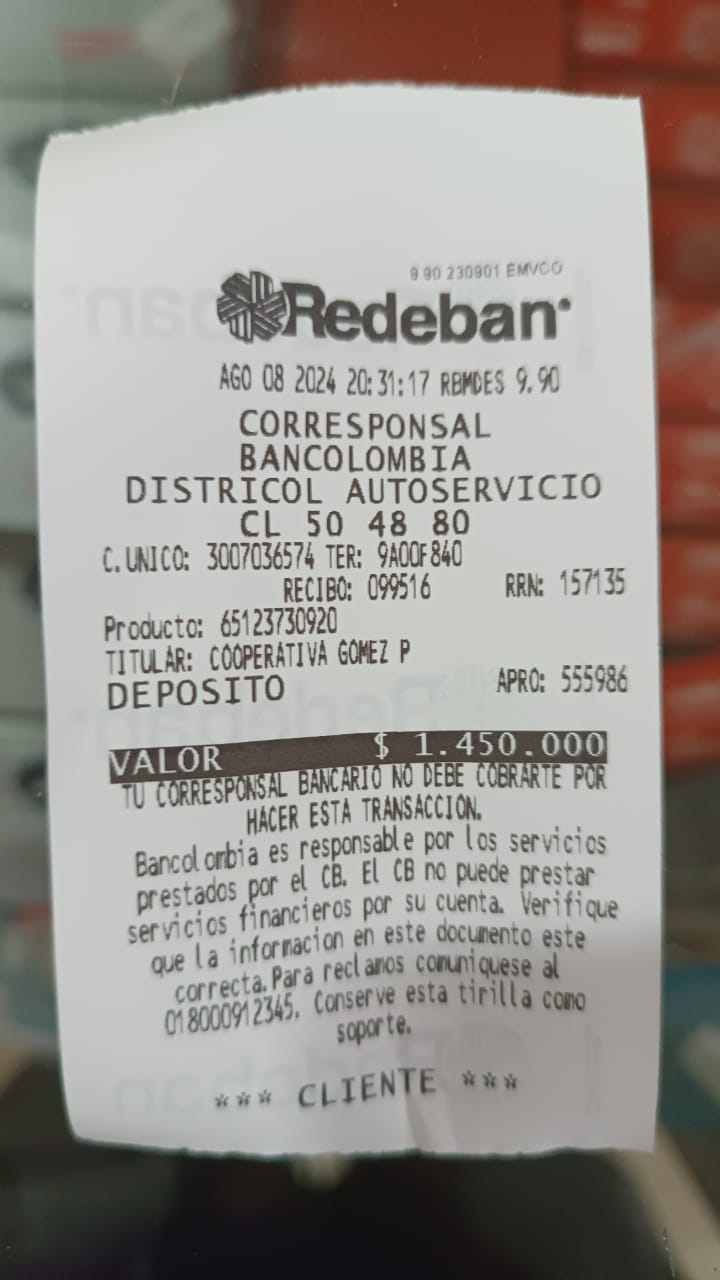 9 90 230901 EMVCO
Redeban
AGO 08 2024 20:31:17 RBMDES 9.90
CORRESPONSAL
BANCOLOMBIA
DISTRICOL AUTOSERVICIO
CL 50 48 80
C.UNICO: 3007036574 TER: 9A00F840
RECIBO: 099516 RRN: 157135
Producto: 65123730920
TITULAR: COOPERATIVA GOMEZ P
DEPOSITO APRO: 555986
VALOR $ 1.450.000
TU CORRESPONSAL BANCARIO NO DEBE COBRARTE POR
HACER ESTA TRANSACCION.
Bancolombia es responsable por los servicios
prestados por el CB. El CB no puede prestar
servicios financieros por su cuenta. Verifique
que la informacion en este documento este
correcta.Para reclamos comuniquese al
018000912345. Conserve esta tirilla como
soporte.
*** CLIENTE ***